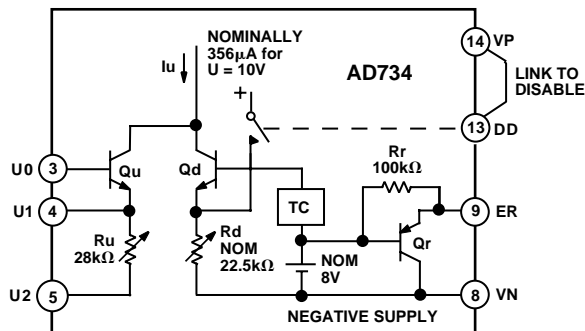 NOMINALLY
356µA for
U = 10V
Iu
AD734
14 VP
LINK TO
DISABLE
+
13 DD
U0 3
Qu
Qd
Rr
100kΩ
TC
U1 4
9 ER
Ru
28kΩ
Rd
NOM
22.5kΩ
NOM
8V
Qr
U2 5
8 VN
NEGATIVE SUPPLY